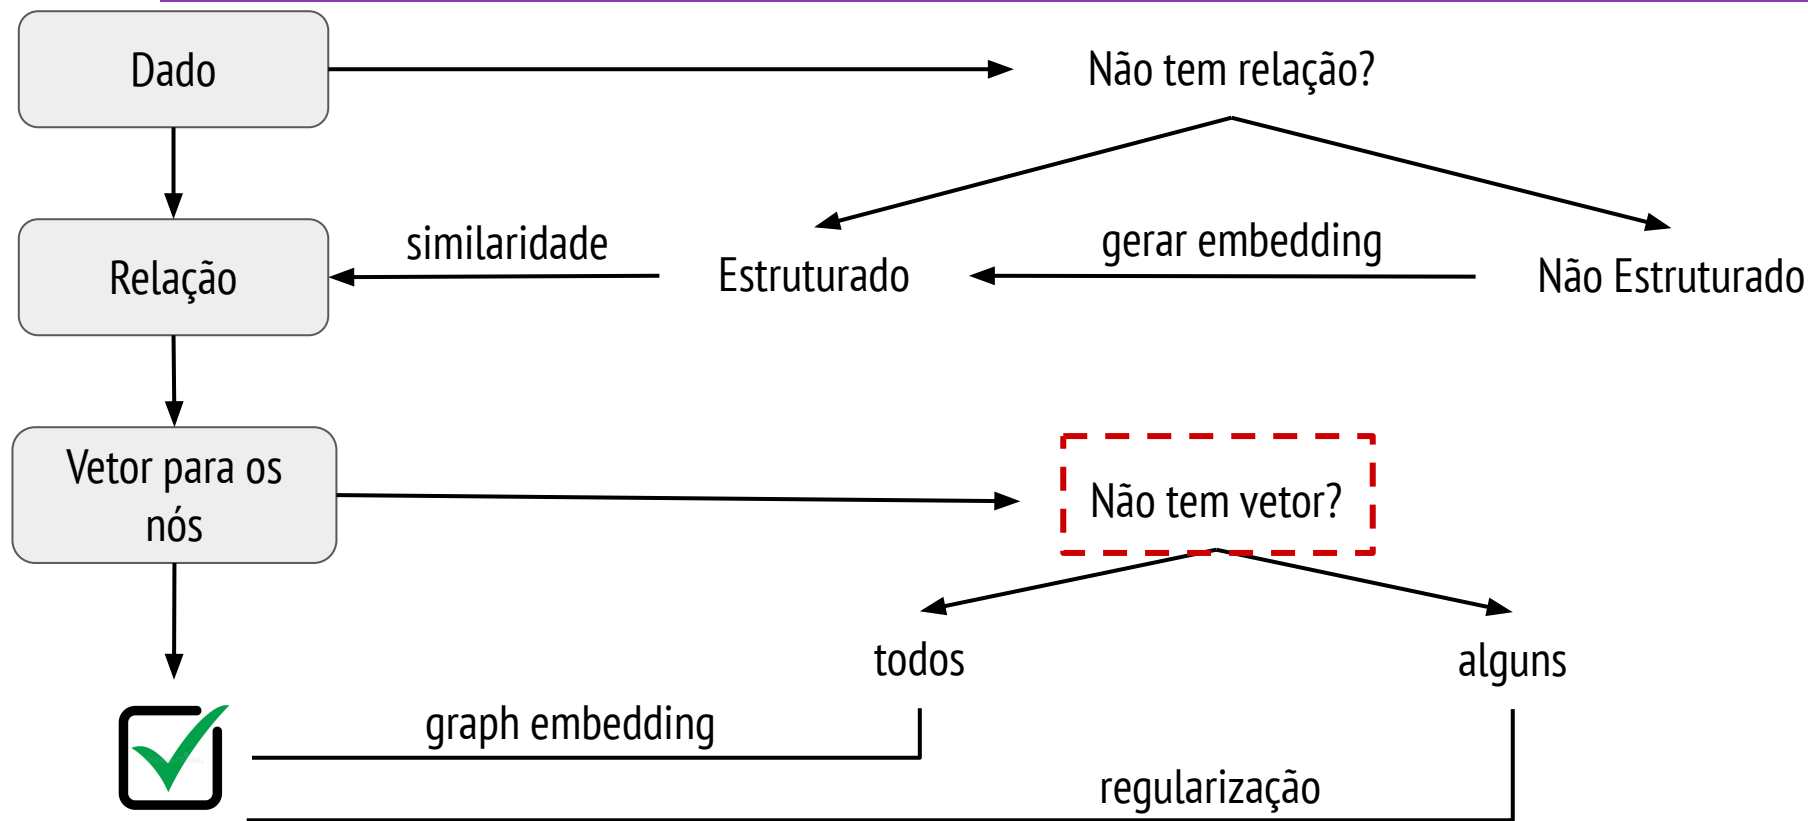 Dado
Não tem relação?
similaridade
gerar embedding
Relação
Estruturado
Não Estruturado
Vetor para os
nós
Não tem vetor?
todos
alguns
graph embedding
regularização